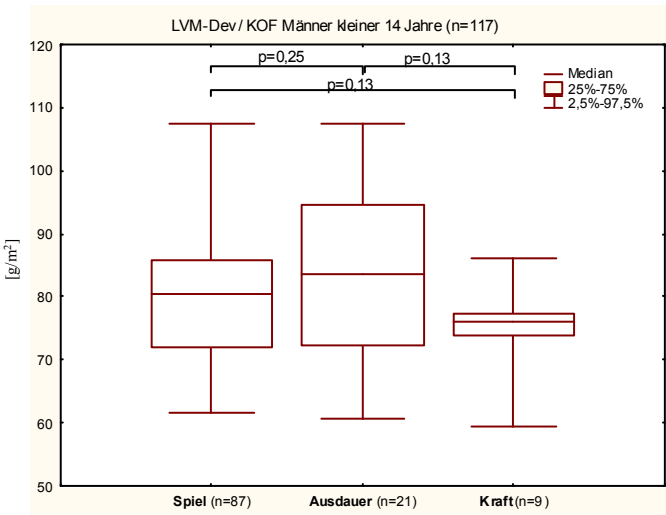 LVM-Dev / KOF Männer kleiner 14 Jahre (n=117)
120
110
100
90
80
70
60
50
[g/m²]
p=0,25
p=0,13
p=0,13
Median
25%-75%
2,5%-97,5%
Spiel (n=87)
Ausdauer (n=21)
Kraft (n=9)